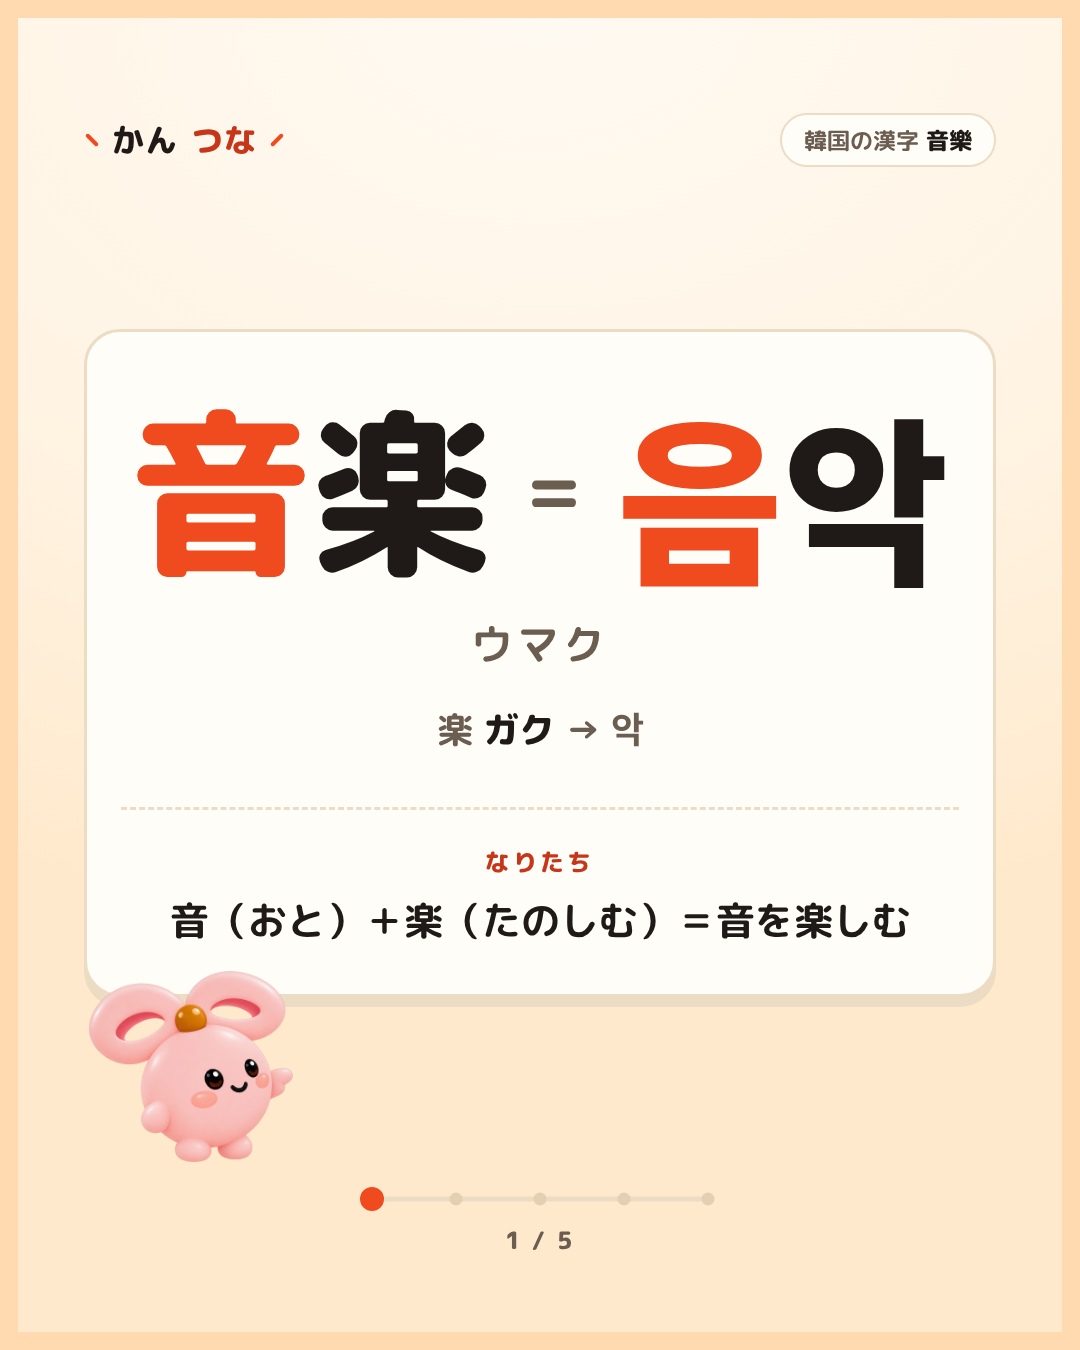 かん つな
韓国の漢字 音樂
音楽 = 음악
ウマク
楽 ガク → 악
なりたち
音（おと）＋楽（たのしむ）＝音を楽しむ
1 / 5